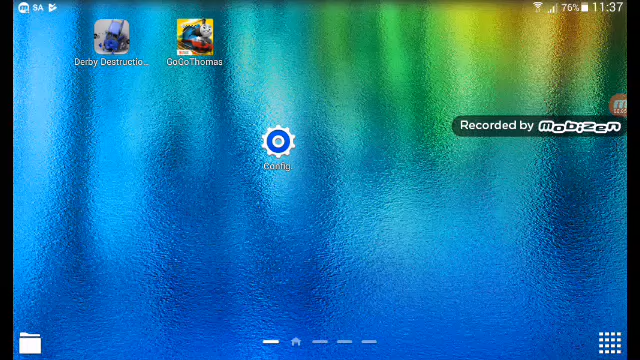 SA
76%
11:37
Derby Destructio...
GoGoThomas
Recorded by MOBIZEN
Config.